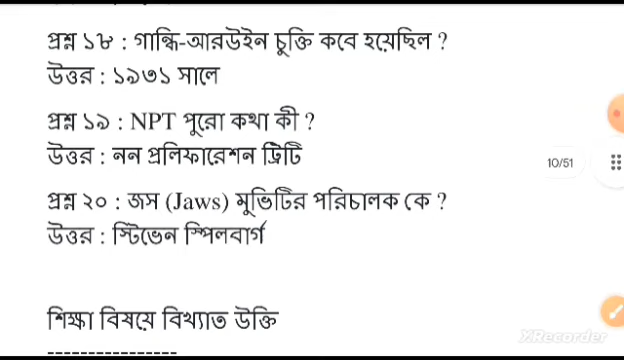 প্রশ্ন ১৮ : গান্ধি-আরউইন চুক্তি কবে হয়েছিল ?
উত্তর : ১৯৩১ সালে
প্রশ্ন ১৯ : NPT পুরো কথা কী ?
উত্তর : নন প্রলিফারেশন ট্রিটি
10/51
প্রশ্ন ২০ : জস (Jaws) মুভিটির পরিচালক কে ?
উত্তর : স্টিভেন স্পিলবার্গ
শিক্ষা বিষয়ে বিখ্যাত উক্তি
----------------
XRecorder